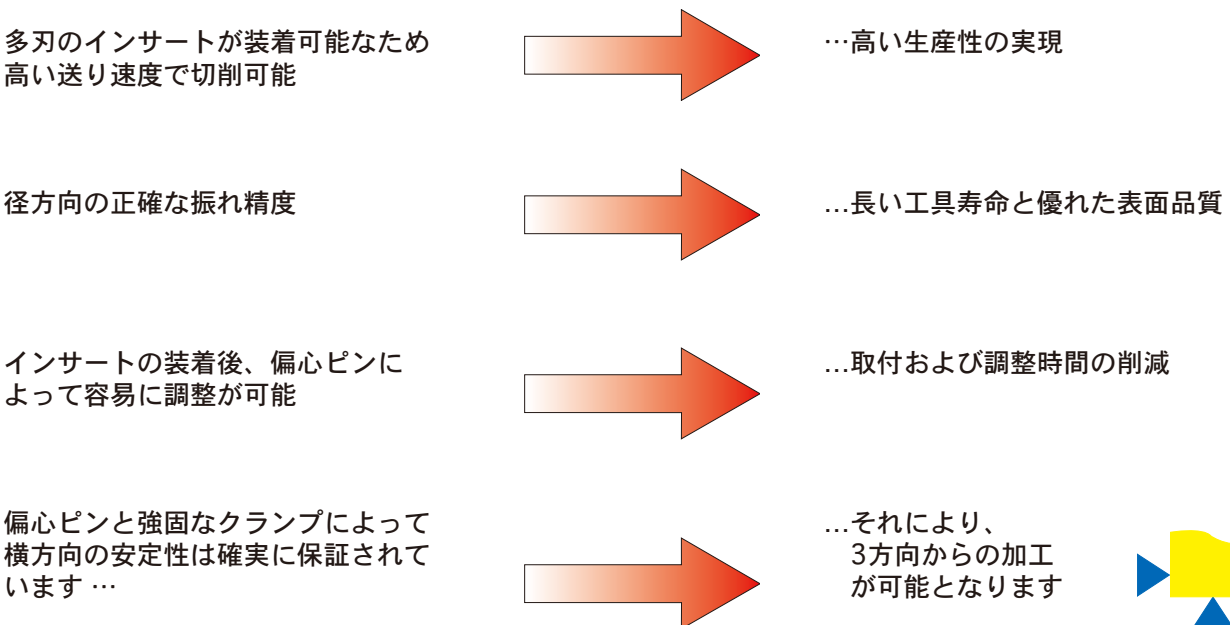 多刃のインサートが装着可能なため
高い送り速度で切削可能
…高い生産性の実現
径方向の正確な振れ精度
…長い工具寿命と優れた表面品質
インサートの装着後、偏心ピンに
よって容易に調整が可能
…取付および調整時間の削減
偏心ピンと強固なクランプによって
横方向の安定性は確実に保証されて
います …
…それにより、
3方向からの加工
が可能となります